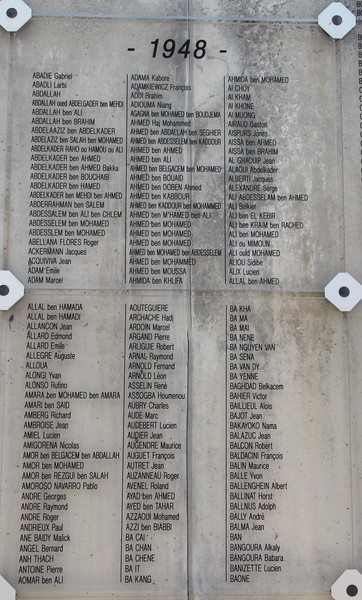 - 1948 -
ABADIE Gabriel
ABADLI Larbi
ABDALLAH
ABDALLAH oued ABDELGADER ben MEHDI
ABDALLAH ben ALI
ABDALLAH ben BRAHIM
ABDELAAZIZ ben ABDELKADER
ABDELAZIZ ben SALAH ben MOHAMED
ABDELKADER RAHO ou HAMOU ou ALI
ABDELKADER ben AHMED
ABDELKADER ben AHMED Bakka
ABDELKADER ben BOUCHAIB
ABDELKADER ben HAMED
ABDELKADER ben MEHDI ben AHMED
ABDERRAHMAN ben SALEM
ABDESSALEM ben ALI ben CHLEM
ABDESSELEM ben MOHAMED
ABDESSLEM ben MOHAMED
ABELLANA FLORES Roger
ACKERMANN Jacques
ACQUIVIVA Jean
ADAM Emile
ADAM Marcel
ADAMA Kabore
ADAMKIEWICZ François
ADDI Brahim
ADIOUMA Niang
AGAGNA ben MOHAMED ben BOUDJEMA
AHMED Haj Mohammed
AHMED ben ABDALLAH ben SEGHIER
AHMED ben ABDESSELEM ben KADDOUR
AHMED ben AHMED
AHMED ben ALI
AHMED ben BELGACEM ben MOHAMED
AHMED ben BOUAID
AHMED ben DOBEN Ahmed
AHMED ben KABBOUR
AHMED ben KADDOUR ben MOHAMMED
AHMED ben M'HAMED ben ALI
AHMED ben MOHAMED
AHMED ben MOHAMED
AHMED ben MOHAMED
AHMED ben MOHAMED ben ABDESSELEM
AHMED ben MOHAMMED
AHMED ben MOUSSA
AHMIDA ben KHLIFA
AHMIDA ben MOHAMED
AI CHOY
AI KHAM
AI KHONE
AI MUONG
AIRAUD Gaston
AISPURS Jones
AISSA ben AHMED
AISSA ben BRAHIM
AL GHAOUIP Jean
ALAOUI Abdelkader
ALBERTI Jacques
ALEXANDRE Serge
ALI ABDESSALAM ben AHMED
ALI Belkier
ALI ben EL KEBIR
ALI ben KRAIM ben RACHED
ALI ben MOHAMED
ALI ou MIMOUN
ALI ould MOHAMED
ALIOU Sidibe
ALIX Lucien
ALLAL ben AHMED
ALLAL ben HAMADA
ALLAL ben HAMADI
ALLANCON Jean
ALLARD Edmond
ALLARD Emile
ALLEGRE Auguste
ALLOUA
ALONGI Yvan
ALONSO Rufino
AMARA ben MOHAMED ben AMARA
AMARI ben SAID
AMBERG Richard
AMBROISE Jean
AMIEL Lucien
AMIGORENA Nicolas
AMOR ben BELGACEM ben ABDALLAH
AMOR ben MOHAMED
AMOR ben REZGUI ben SALAH
AMOROSO NAVARRO Pablo
ANDRE Georges
ANDRE Raymond
ANDRE Roger
ANDRIEUX Paul
ANE BAIDY Malick
ANGEL Bernard
ANH THACH
ANTOINE Pierre
AOMAR ben ALI
AOUTEGUIERE
ARCHACHE Hadj
ARDOIN Marcel
ARGAND Pierre
ARLIGUIE Robert
ARNAL Raymond
ARNOLD Fernand
ARNOLD Léon
ASSELIN René
ASSOGBA Houmenou
AUBRY Charles
AUDE Marc
AUDEBERT Lucien
AUDIER Jean
AUGENDRE Maurice
AUGUET François
AUTRET Jean
AUZANNEAU Roger
AVENEL Roland
AYAD ben AHMED
AYED ben TAHAR
AZZAOUI Mohamed
AZZI ben BIABBI
BA CAI
BA CHAN
BA CHENE
BA IT
BA KANG
BA KHA
BA MA
BA MAI
BA NENE
BA NGUYEN VAN
BA SENA
BA VAN DY
BA YENNE
BAGHDAD Belkacem
BAHIER Victor
BAILLIEUL Alois
BAJOT Jean
BAKAYOKO Nama
BALAZUC Jean
BALCON Robert
BALDACINI François
BALIN Maurice
BALLE Yvon
BALLENGHEIN Albert
BALLINAT Horst
BALLNUS Adolph
BALLY André
BALMA Jean
BAN
BANGOURA Alkaly
BANGOURA Babara
BANIZETTE Lucien
BAONE